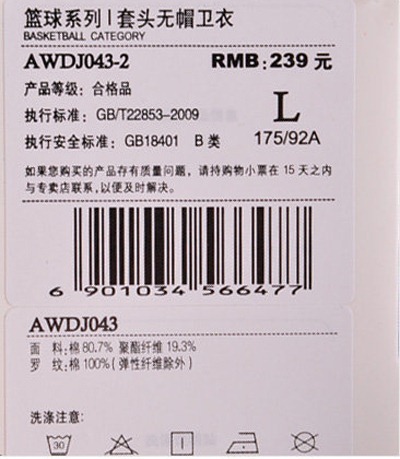 篮球系列 | 套头无帽卫衣
BASKETBALL CATEGORY
AWDJ043-2 RMB:239 元
产品等级：合格品
执行标准：GB/T22853-2009 L
执行安全标准：GB18401 B 类 175/92A
如果您购买的产品存有质量问题，请持购物小票在 15 天之内
与专卖店联系，以便及时解决。
6 901034 566477
AWDJ043
面 料：棉 80.7% 聚酯纤维 19.3%
罗 纹：棉 100%（弹性纤维除外）
洗涤注意：
30